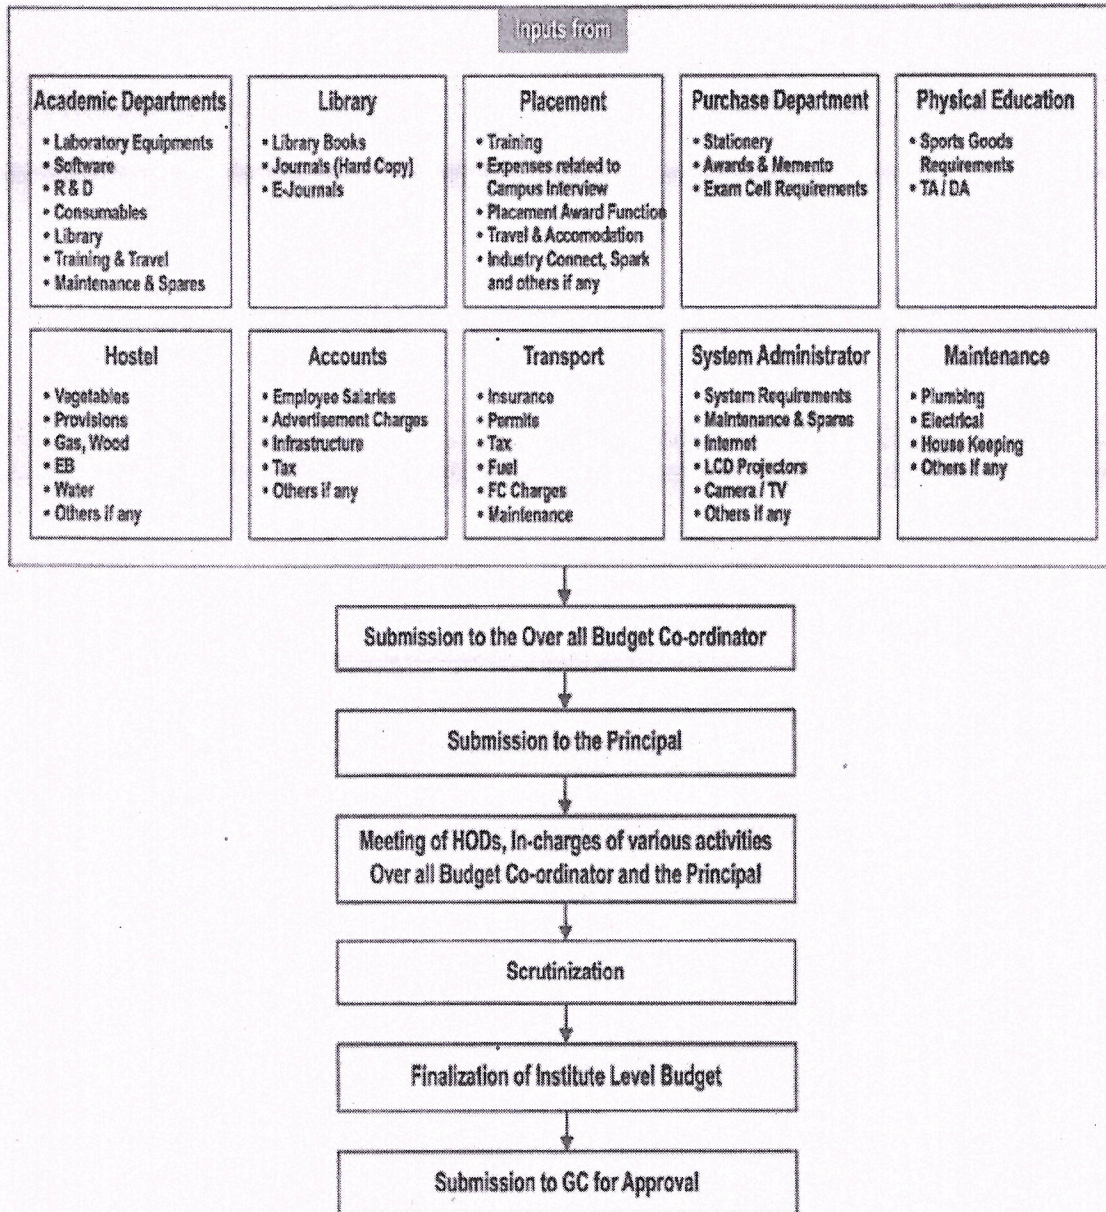 Inputs from
Academic Departments
• Laboratory Equipments
• Software
• R & D
• Consumables
• Library
• Training & Travel
• Maintenance & Spares
Library
• Library Books
• Journals (Hard Copy)
• E-Journals
Placement
• Training
• Expenses related to
Campus Interview
• Placement Award Function
• Travel & Accomodation
• Industry Connect, Spark
and others if any
Purchase Department
• Stationery
• Awards & Memento
• Exam Cell Requirements
Physical Education
• Sports Goods
Requirements
• TA / DA
Hostel
• Vegetables
• Provisions
• Gas, Wood
• EB
• Water
• Others if any
Accounts
• Employee Salaries
• Advertisement Charges
• Infrastructure
• Tax
• Others if any
Transport
• Insurance
• Permits
• Tax
• Fuel
• FC Charges
• Maintenance
System Administrator
• System Requirements
• Maintenance & Spares
• Internet
• LCD Projectors
• Camera / TV
• Others if any
Maintenance
• Plumbing
• Electrical
• House Keeping
• Others If any
Submission to the Over all Budget Co-ordinator
Submission to the Principal
Meeting of HODs, In-charges of various activities
Over all Budget Co-ordinator and the Principal
Scrutinization
Finalization of Institute Level Budget
Submission to GC for Approval